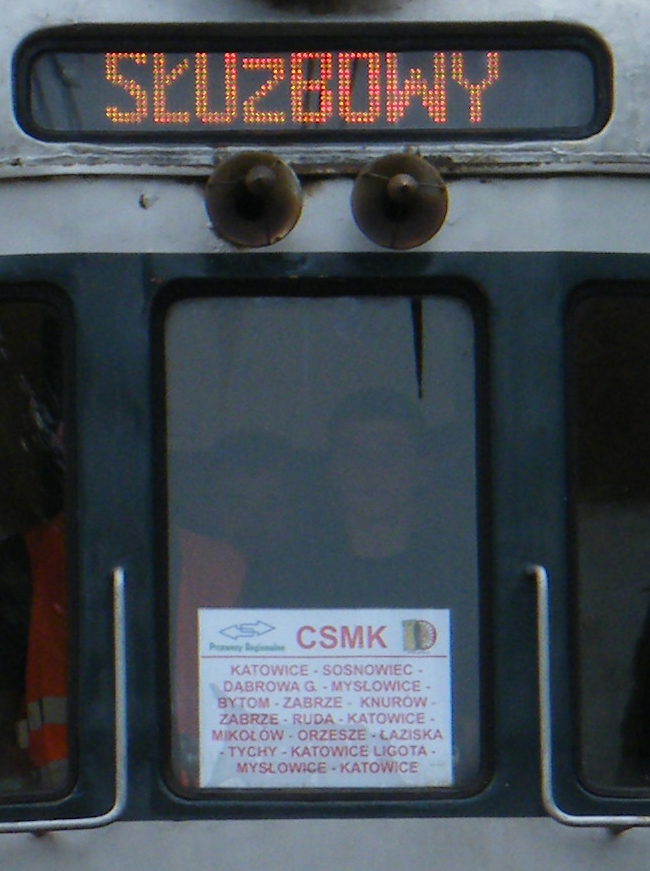 SŁUŻBOWY
CSMK
Przewozy Regionalne
KATOWICE - SOSNOWIEC -
DĄBROWA G. - MYSŁOWICE -
BYTOM - ZABRZE - KNURÓW -
ZABRZE - RUDA - KATOWICE -
MIKOŁÓW - ORZESZE - ŁAZISKA
- TYCHY - KATOWICE LIGOTA -
MYSŁOWICE - KATOWICE